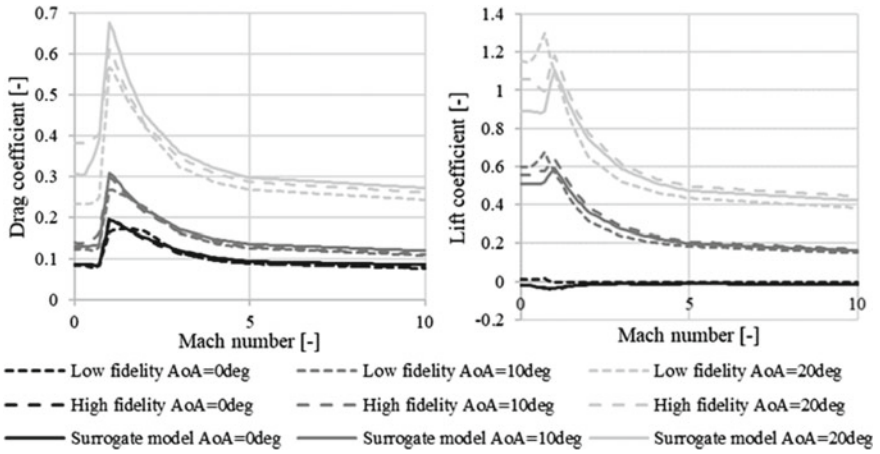 0.7
0.6
0.5
0.4
0.3
0.2
0.1
0
Drag coefficient [-]
0 5 10
Mach number [-]
1.4
1.2
1
0.8
0.6
0.4
0.2
0
-0.2
Lift coefficient [-]
0 5 10
Mach number [-]
Low fidelity AoA=0deg Low fidelity AoA=10deg Low fidelity AoA=20deg
High fidelity AoA=0deg High fidelity AoA=10deg High fidelity AoA=20deg
Surrogate model AoA=0deg Surrogate model AoA=10deg Surrogate model AoA=20deg